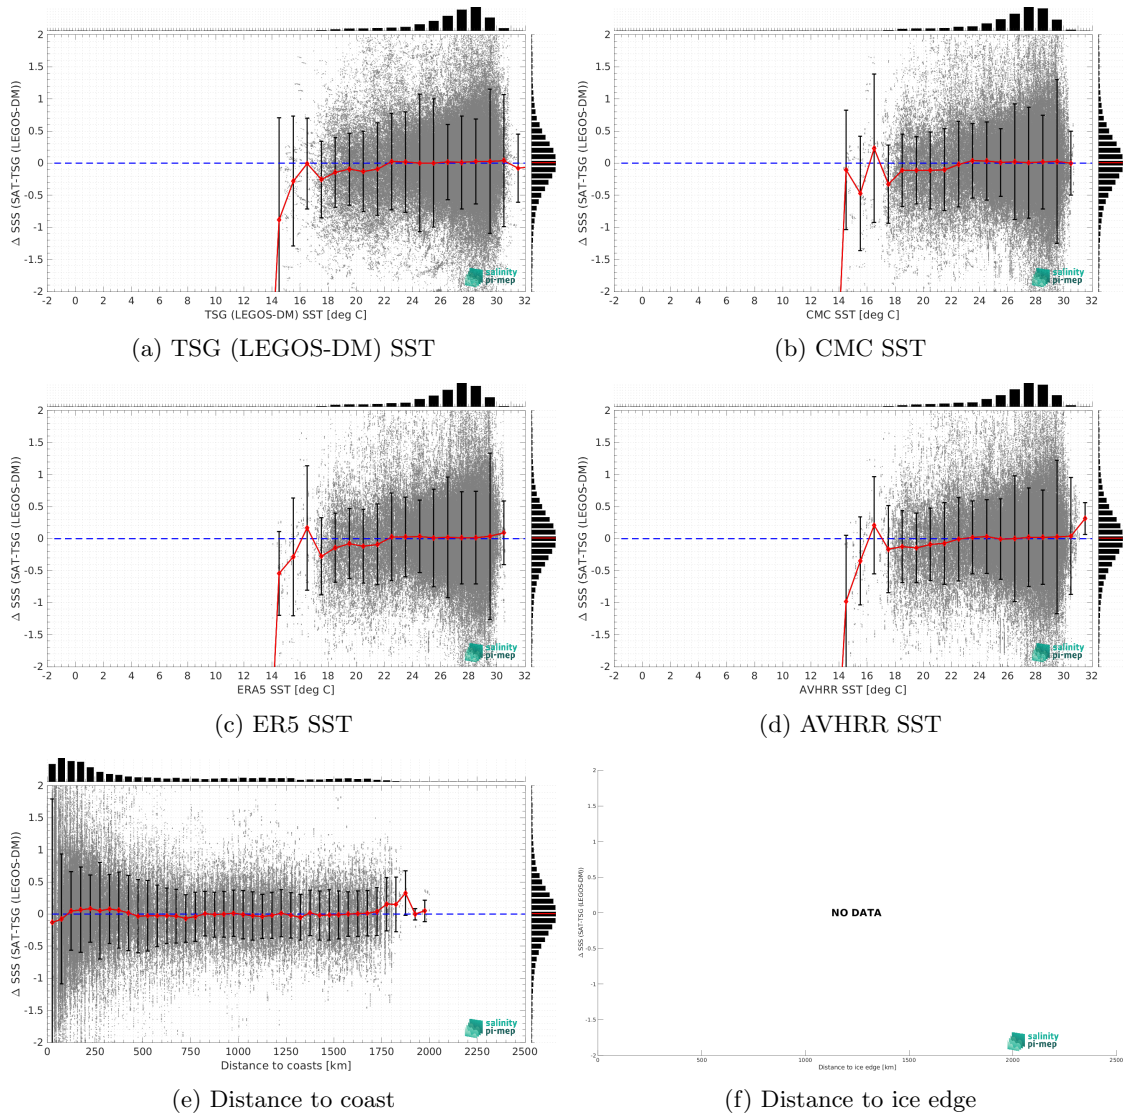 2
1.5
1
0.5
0
-0.5
-1
-1.5
-2
Δ SSS (SAT-TSG (LEGOS-DM))
salinity
pi-mep
-2 0 2 4 6 8 10 12 14 16 18 20 22 24 26 28 30 32
TSG (LEGOS-DM) SST [deg C]
(a) TSG (LEGOS-DM) SST
2
1.5
1
0.5
0
-0.5
-1
-1.5
-2
Δ SSS (SAT-TSG (LEGOS-DM))
salinity
pi-mep
-2 0 2 4 6 8 10 12 14 16 18 20 22 24 26 28 30 32
CMC SST [deg C]
(b) CMC SST
2
1.5
1
0.5
0
-0.5
-1
-1.5
-2
Δ SSS (SAT-TSG (LEGOS-DM))
salinity
pi-mep
-2 0 2 4 6 8 10 12 14 16 18 20 22 24 26 28 30 32
ERA5 SST [deg C]
(c) ER5 SST
2
1.5
1
0.5
0
-0.5
-1
-1.5
-2
Δ SSS (SAT-TSG (LEGOS-DM))
salinity
pi-mep
-2 0 2 4 6 8 10 12 14 16 18 20 22 24 26 28 30 32
AVHRR SST [deg C]
(d) AVHRR SST
2
1.5
1
0.5
0
-0.5
-1
-1.5
-2
Δ SSS (SAT-TSG (LEGOS-DM))
salinity
pi-mep
0 250 500 750 1000 1250 1500 1750 2000 2250 2500
Distance to coasts [km]
(e) Distance to coast
2
1.5
1
0.5
0
-0.5
-1
-1.5
-2
Δ SSS (SAT-TSG (LEGOS-DM))
NO DATA
salinity
pi-mep
0 500 1000 1500 2000 2500
Distance to ice edge [km]
(f) Distance to ice edge